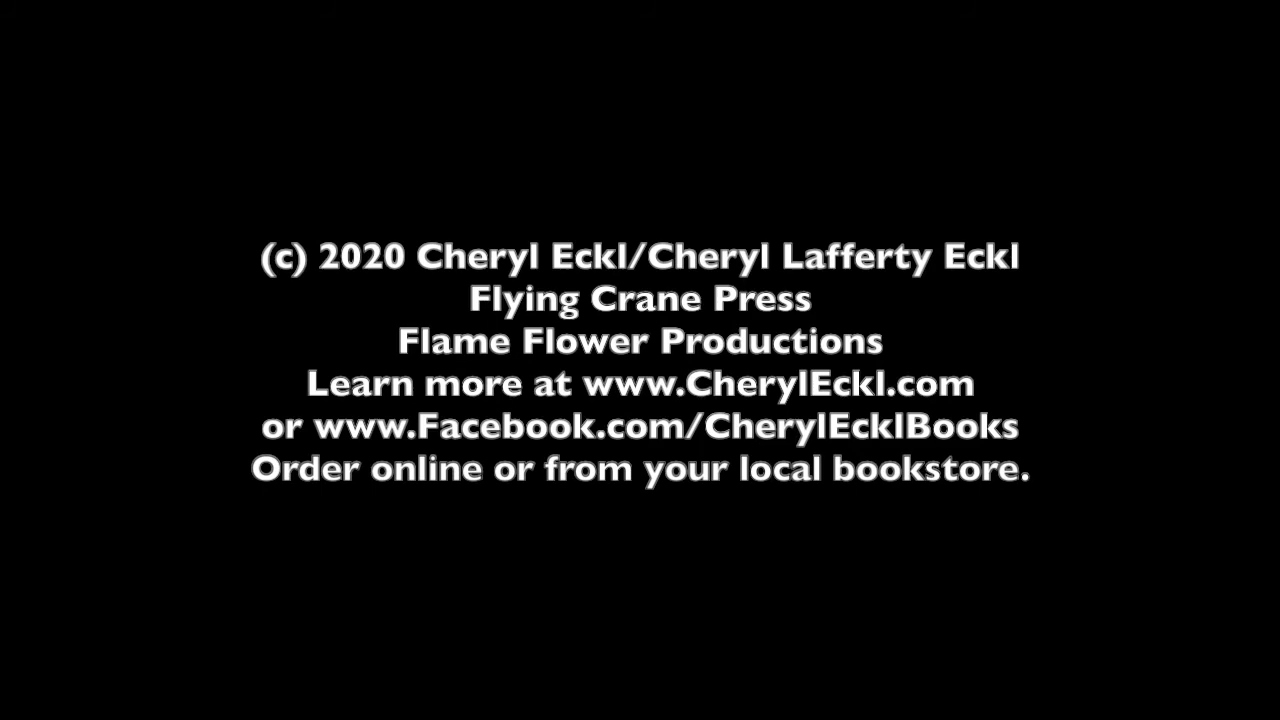 (c) 2020 Cheryl Eckl/Cheryl Lafferty Eckl
Flying Crane Press
Flame Flower Productions
Learn more at www.CherylEckl.com
or www.Facebook.com/CherylEcklBooks
Order online or from your local bookstore.